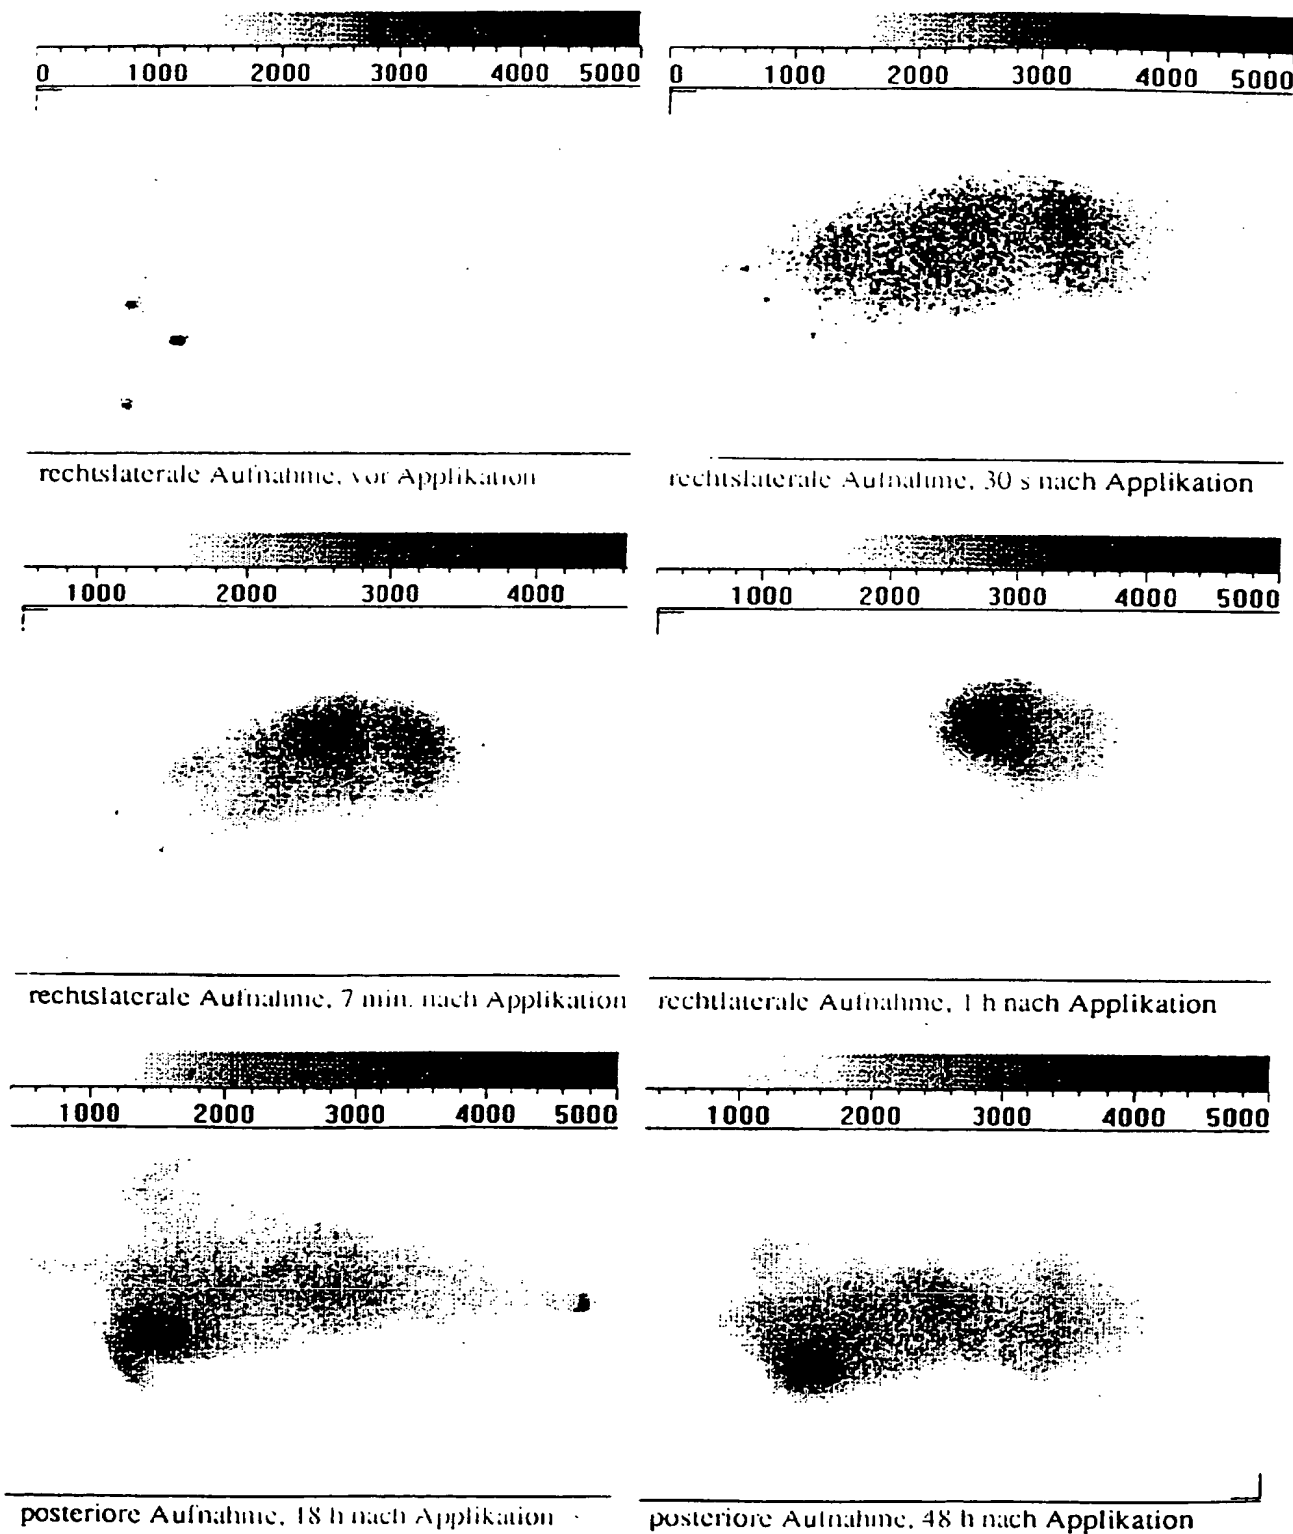 0 1000 2000 3000 4000 5000
0 1000 2000 3000 4000 5000
rechtslaterale Aufnahme, vor Applikation
rechtslaterale Aufnahme, 30 s nach Applikation
1000 2000 3000 4000
1000 2000 3000 4000 5000
rechtslaterale Aufnahme, 7 min. nach Applikation
rechtlaterale Aufnahme, 1 h nach Applikation
1000 2000 3000 4000 5000
1000 2000 3000 4000 5000
posteriore Aufnahme, 18 h nach Applikation
posteriore Aufnahme, 48 h nach Applikation